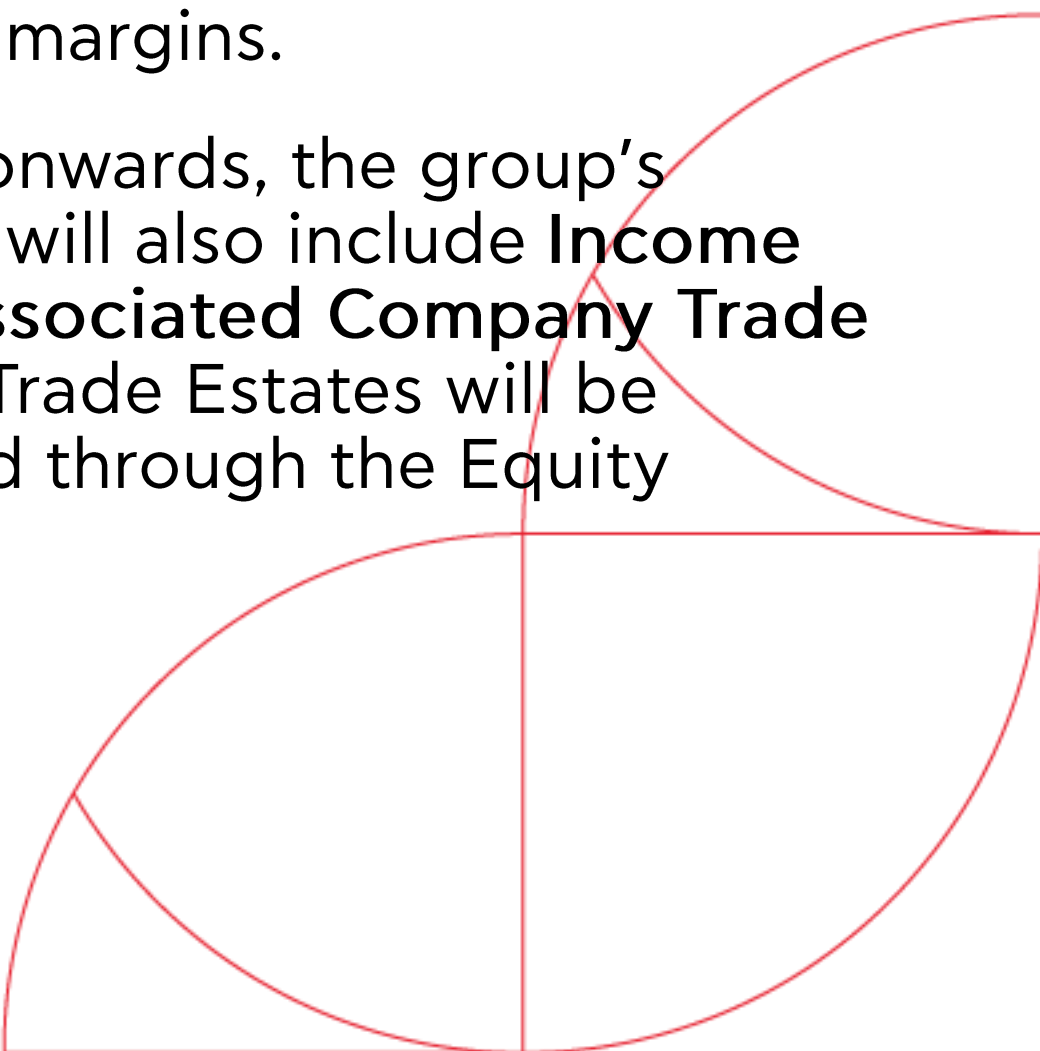 margins.
onwards, the group’s
will also include Income
ssociated Company Trade
Trade Estates will be
d through the Equity